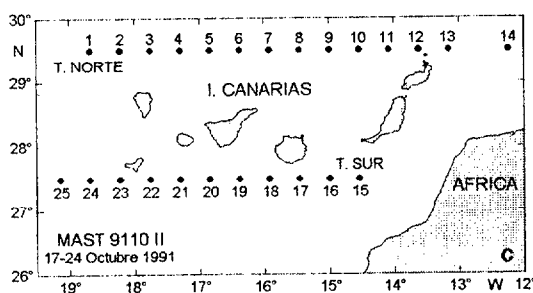 30°
N
1 2 3 4 5 6 7 8 9 10 11 12 13 14
T. NORTE
29°
I. CANARIAS
28°
T. SUR
25 24 23 22 21 20 19 18 17 16 15
AFRICA
27°
MAST 9110 II
17-24 Octubre 1991
C
26°
19° 18° 17° 16° 15° 14° 13° W 12°